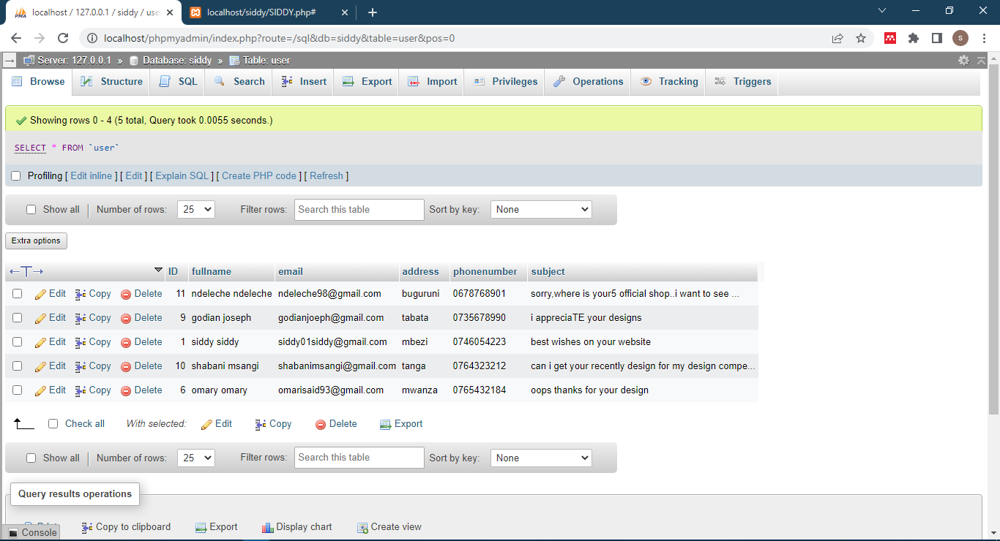 localhost / 127.0.0.1 / siddy / use
localhost/siddy/SIDDY.php#
localhost/phpmyadmin/index.php?route=/sql&db=siddy&table=user&pos=0
S
Server: 127.0.0.1 » Database: siddy » Table: user
Browse Structure SQL Search Insert Export Import Privileges Operations Tracking Triggers
Showing rows 0 - 4 (5 total, Query took 0.0055 seconds.)
SELECT * FROM `user`
Profiling [ Edit inline ] [ Edit ] [ Explain SQL ] [ Create PHP code ] [ Refresh ]
Show all Number of rows: 25 Filter rows: Search this table Sort by key: None
Extra options
ID fullname email address phonenumber subject
Edit Copy Delete 11 ndeleche ndeleche ndeleche98@gmail.com buguruni 0678768901 sorry,where is your5 official shop..i want to see ...
Edit Copy Delete 9 godian joseph godianjoeph@gmail.com tabata 0735678990 i appreciaTE your designs
Edit Copy Delete 1 siddy siddy siddy01siddy@gmail.com mbezi 0746054223 best wishes on your website
Edit Copy Delete 10 shabani msangi shabanimsangi@gmail.com tanga 0764323212 can i get your recently design for my design compe...
Edit Copy Delete 6 omary omary omarisaid93@gmail.com mwanza 0765432184 oops thanks for your design
Check all With selected: Edit Copy Delete Export
Show all Number of rows: 25 Filter rows: Search this table Sort by key: None
Query results operations
Copy to clipboard Export Display chart Create view
Console